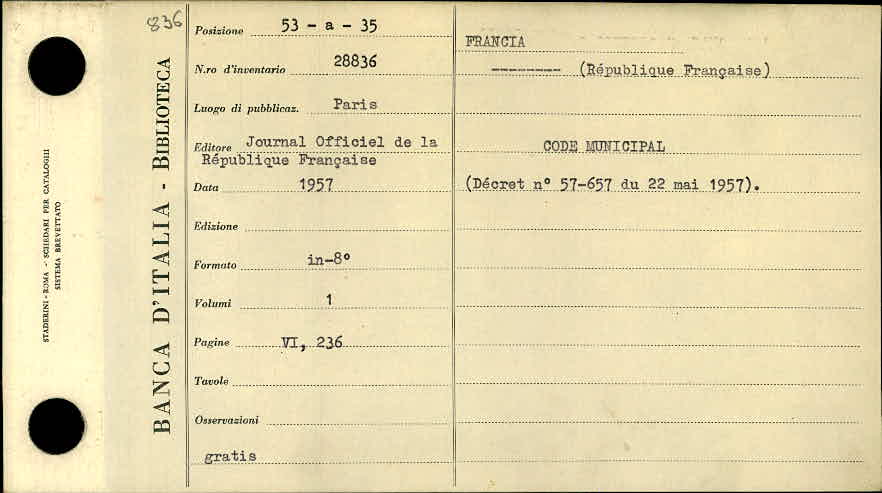 836
STADERINI - ROMA - SCHEDARI PER CATALOGHI
SISTEMA BREVETTATO
BANCA D'ITALIA - BIBLIOTECA
Posizione 53 - a - 35
N.ro d'inventario 28836
Luogo di pubblicaz. Paris
Editore Journal Officiel de la
République Française
Data 1957
Edizione
Formato in-8°
Volumi 1
Pagine VI, 236
Tavole
Osservazioni
gratis
FRANCIA
-------- (République Française)
CODE MUNICIPAL
(Décret n° 57-657 du 22 mai 1957).